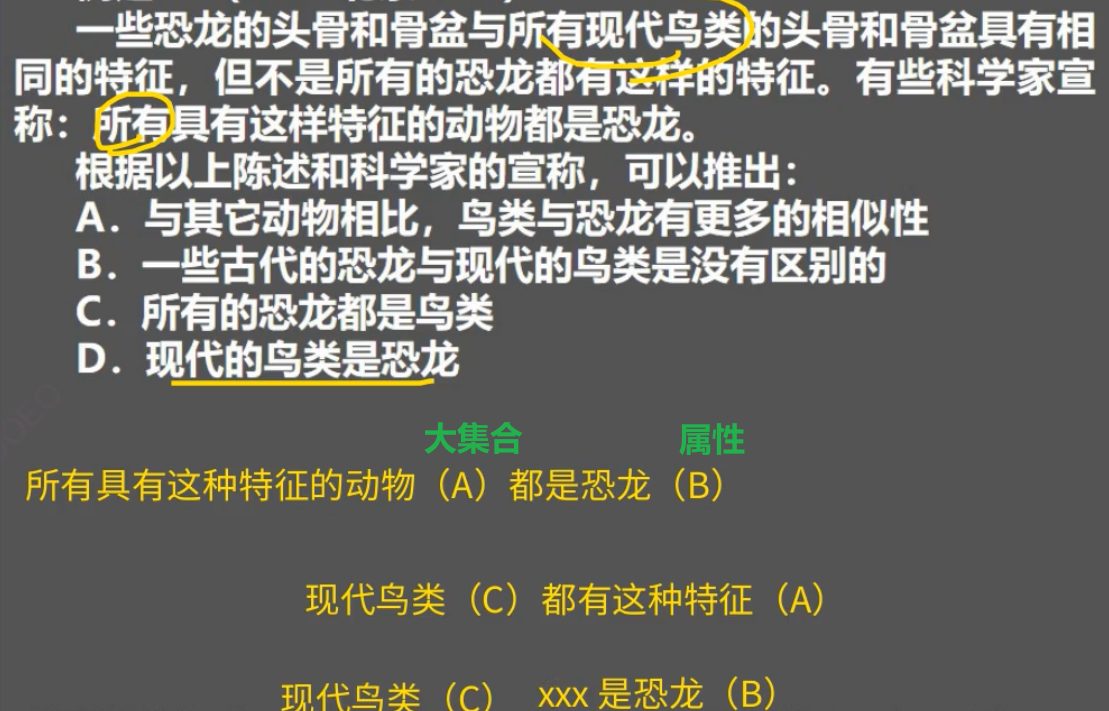 一些恐龙的头骨和骨盆与所有现代鸟类的头骨和骨盆具有相
同的特征，但不是所有的恐龙都有这样的特征。有些科学家宣
称：所有具有这样特征的动物都是恐龙。
根据以上陈述和科学家的宣称，可以推出：
A．与其它动物相比，鸟类与恐龙有更多的相似性
B．一些古代的恐龙与现代的鸟类是没有区别的
C．所有的恐龙都是鸟类
D．现代的鸟类是恐龙
大集合 属性
所有具有这种特征的动物（A）都是恐龙（B）
现代鸟类（C）都有这种特征（A）
现代鸟类（C） xxx 是恐龙（B）